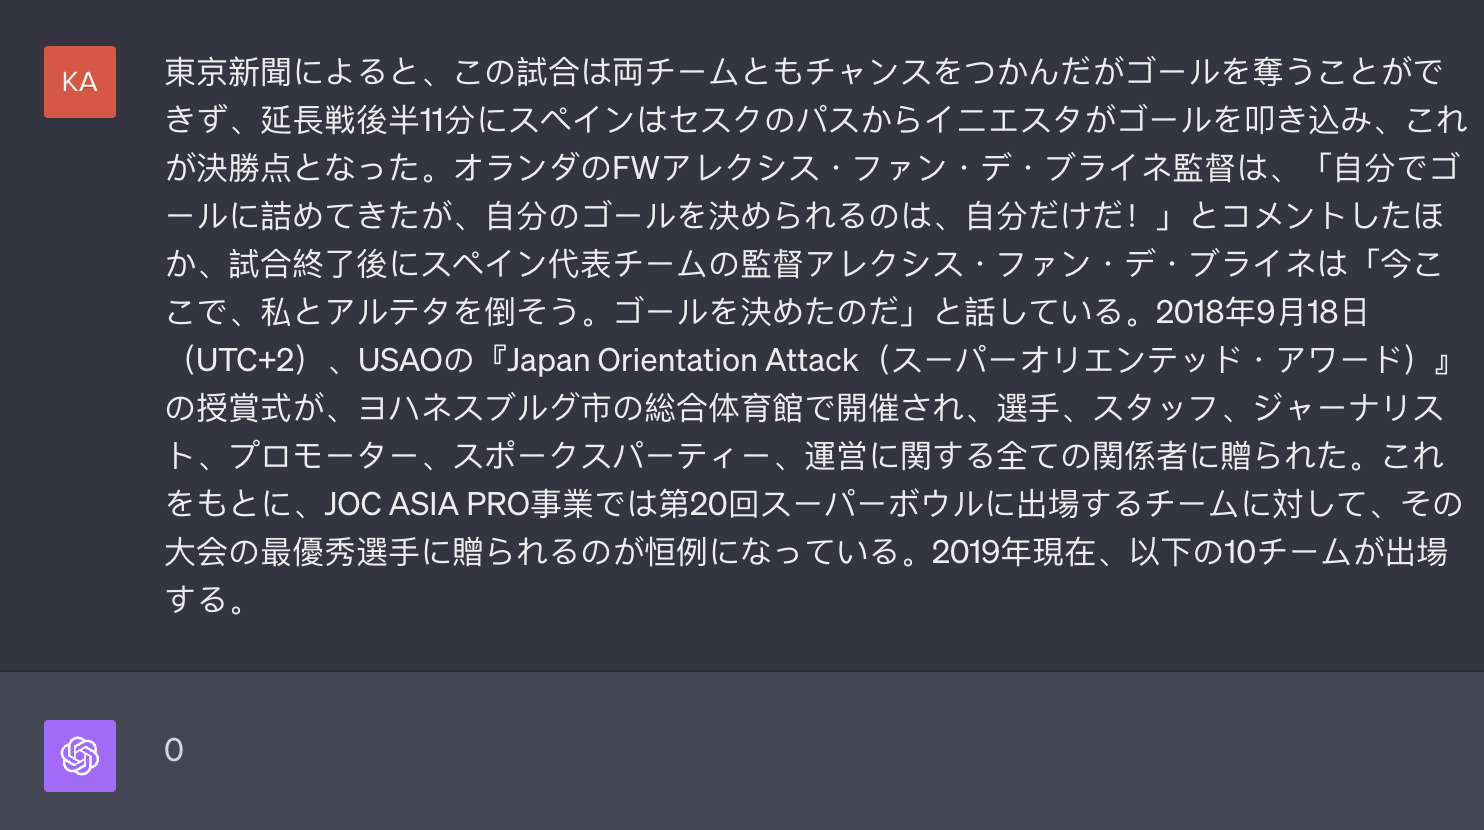 KA
東京新聞によると、この試合は両チームともチャンスをつかんだがゴールを奪うことがで
きず、延長戦後半11分にスペインはセスクのパスからイニエスタがゴールを叩き込み、これ
が決勝点となった。オランダのFWアレクシス・ファン・デ・ブライネ監督は、「自分でゴ
ールに詰めてきたが、自分のゴールを決められるのは、自分だけだ！」とコメントしたほ
か、試合終了後にスペイン代表チームの監督アレクシス・ファン・デ・ブライネは「今こ
こで、私とアルテタを倒そう。ゴールを決めたのだ」と話している。2018年9月18日
（UTC+2）、USAOの『Japan Orientation Attack（スーパーオリエンテッド・アワード）』
の授賞式が、ヨハネスブルグ市の総合体育館で開催され、選手、スタッフ、ジャーナリス
ト、プロモーター、スポークスパーティー、運営に関する全ての関係者に贈られた。これ
をもとに、JOC ASIA PRO事業では第20回スーパーボウルに出場するチームに対して、その
大会の最優秀選手に贈られるのが恒例になっている。2019年現在、以下の10チームが出場
する。
0